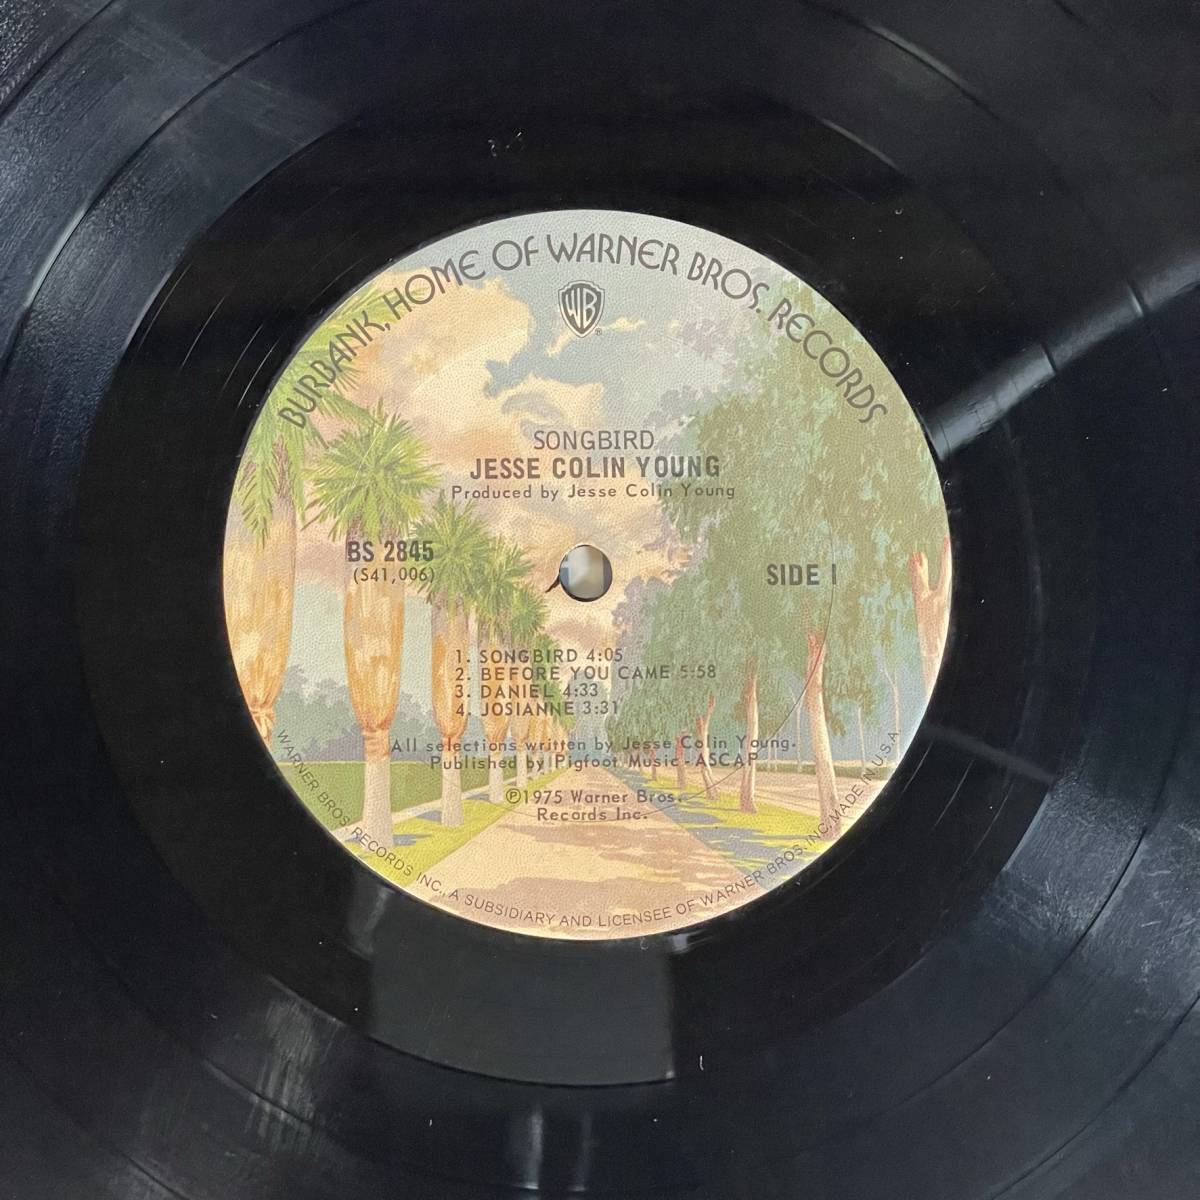 BURBANK, HOME OF WARNER BROS. RECORDS
WB
®
SONGBIRD
JESSE COLIN YOUNG
Produced by Jesse Colin Young
BS 2845
(S41,006)
SIDE 1
1. SONGBIRD 4:05
2. BEFORE YOU CAME 5:58
3. DANIEL 4:33
4. JOSIANNE 3:31
All selections written by Jesse Colin Young.
Published by Pigfoot Music - ASCAP
℗1975 Warner Bros.
Records Inc.
WARNER BROS. RECORDS INC., A SUBSIDIARY AND LICENSEE OF WARNER BROS. INC. MADE IN U.S.A.